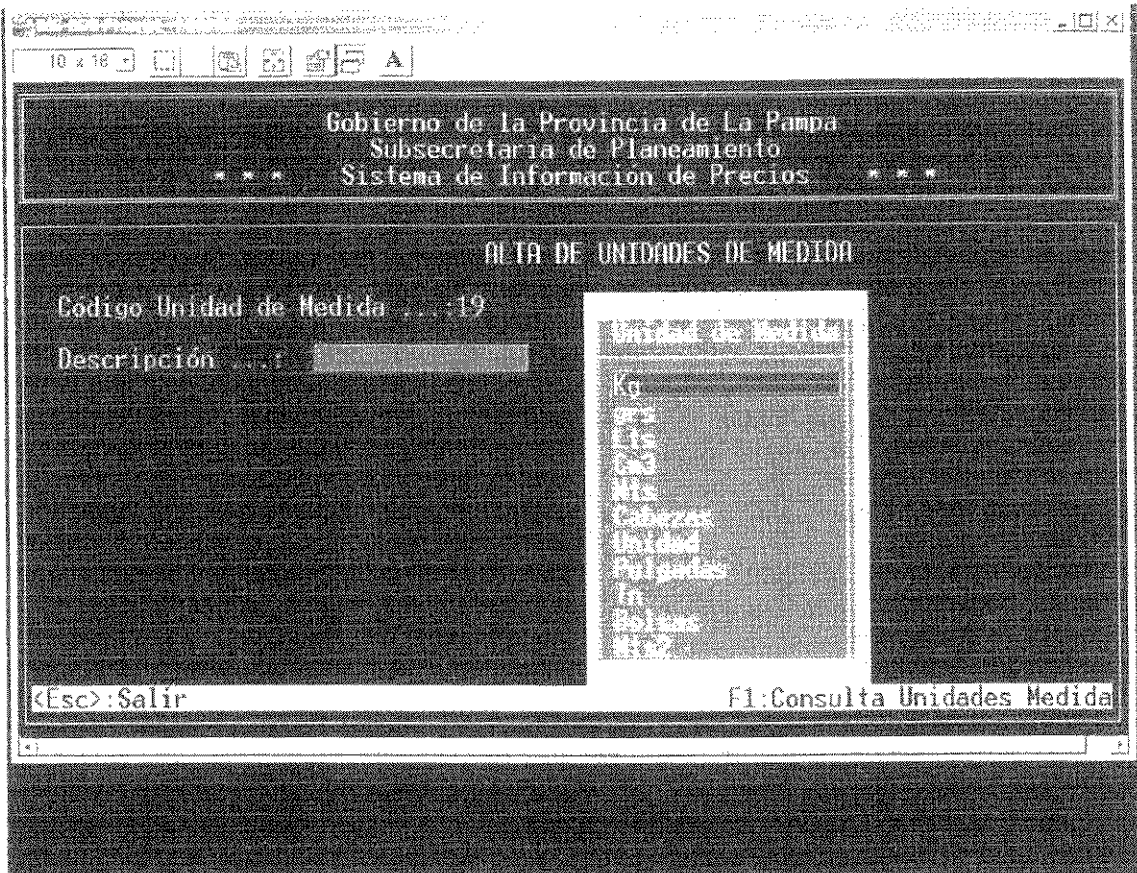 10 x 16
A
Gobierno de la Provincia de La Pampa
Subsecretaria de Planeamiento
* * * Sistema de Informacion de Precios * * *
ALTA DE UNIDADES DE MEDIDA
Código Unidad de Medida ...:19
Descripción ...:
Unidad de Medida
Kg
grs
Lts
Cm3
Mts
Cabezas
Unidad
Pulgadas
Tn
Bolsas
Mts2
<Esc>:Salir
F1:Consulta Unidades Medida